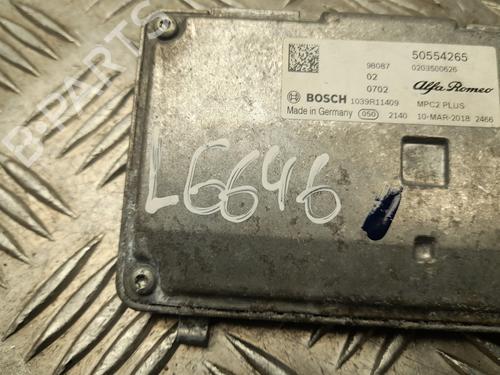 50554265
98087 0203500626
02
0702 Alfa Romeo
BOSCH 1039R11409 MPC2 PLUS
Made in Germany 050 2140 10-MAR-2018 2466
L6646
B-PARTS